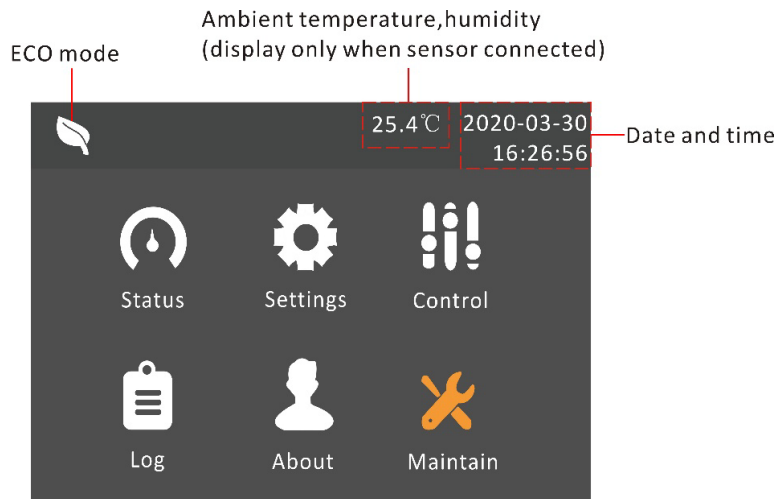 Ambient temperature,humidity
(display only when sensor connected)
ECO mode
25.4℃
2020-03-30
16:26:56
Date and time
Status
Settings
Control
Log
About
Maintain